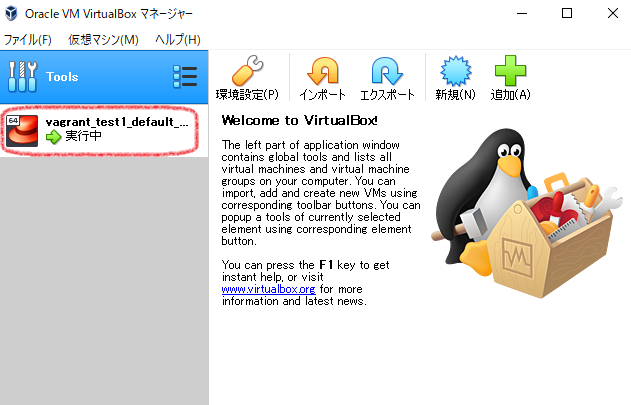 Oracle VM VirtualBox マネージャー
ファイル(F) 仮想マシン(M) ヘルプ(H)
Tools
64
vagrant_test1_default_...
実行中
環境設定(P) インポート エクスポート 新規(N) 追加(A)
Welcome to VirtualBox!
The left part of application window
contains global tools and lists all
virtual machines and virtual machine
groups on your computer. You can
import, add and create new VMs using
corresponding toolbar buttons. You can
popup a tools of currently selected
element using corresponding element
button.
You can press the F1 key to get
instant help, or visit
www.virtualbox.org for more
information and latest news.
VM